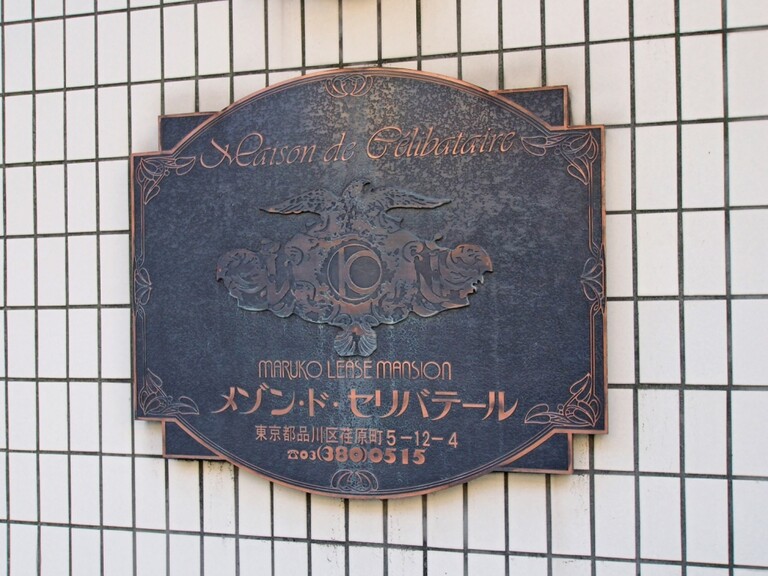 Maison de Célibataire
MARUKO LEASE MANSION
メゾン・ド・セリバテール
東京都品川区荏原町5-12-4
☎03(380)0515